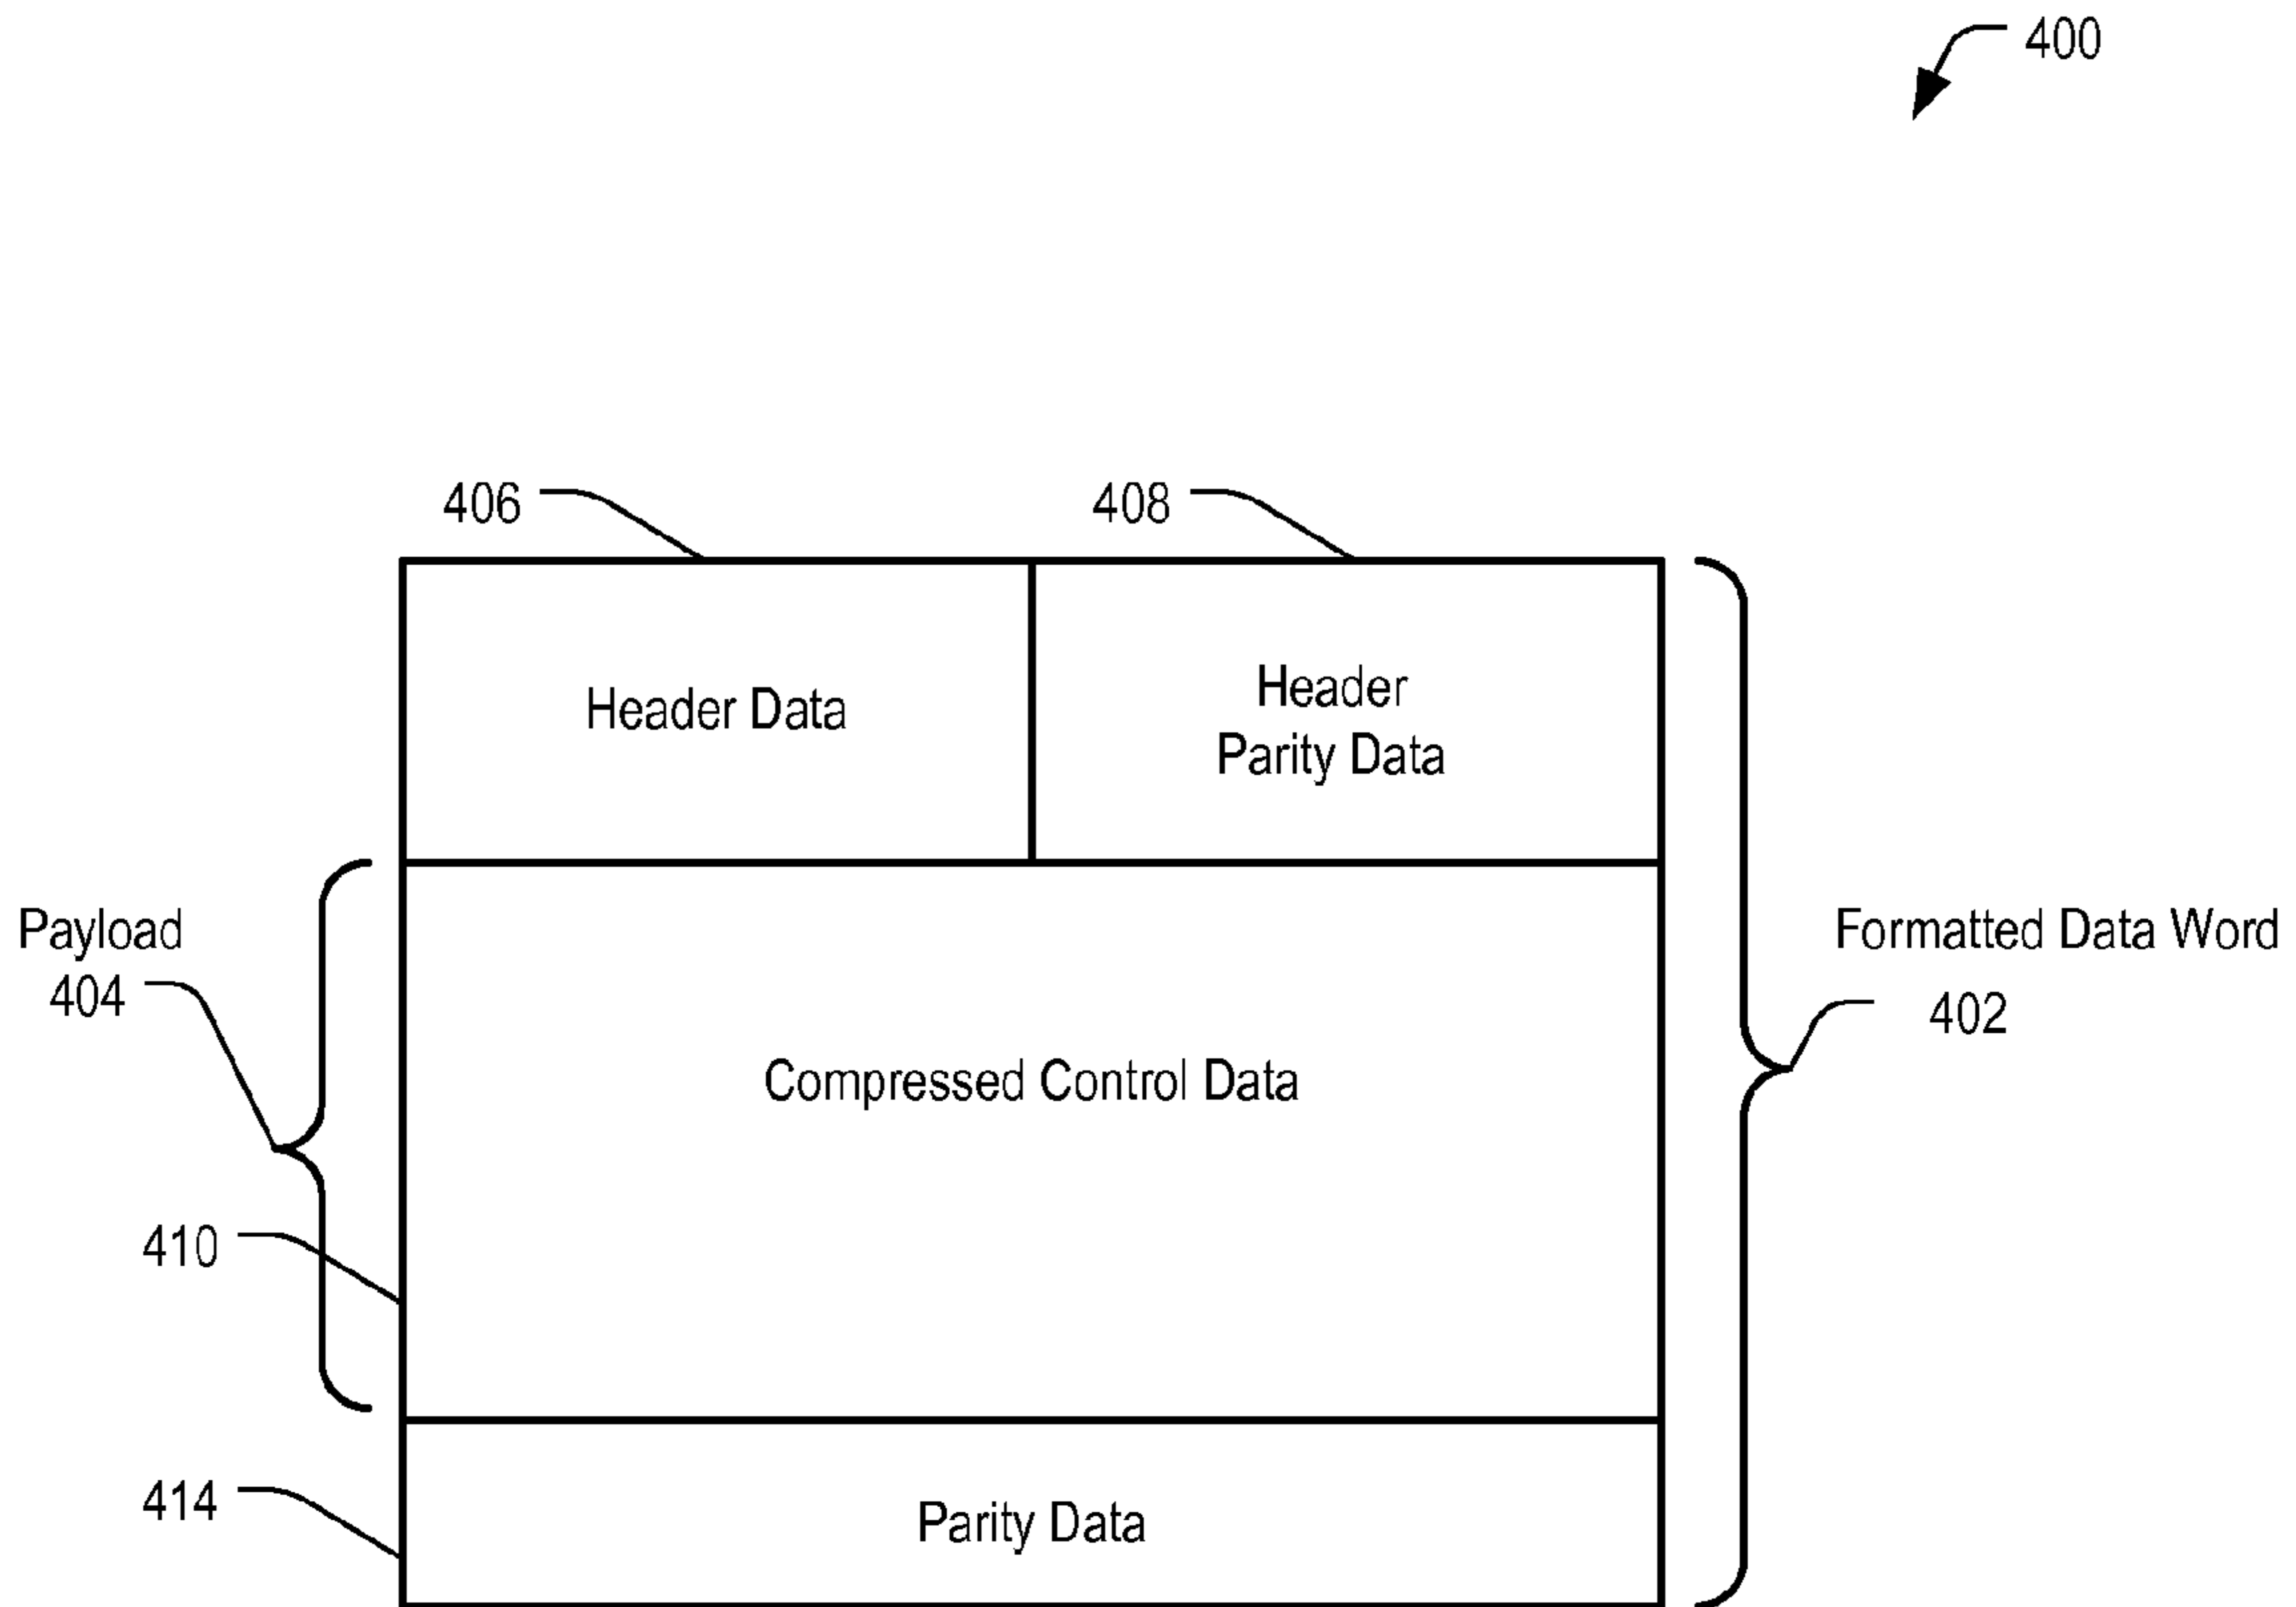 400
406
408
Header Data
Header
Parity Data
Payload
404
Formatted Data Word
402
Compressed Control Data
410
414
Parity Data